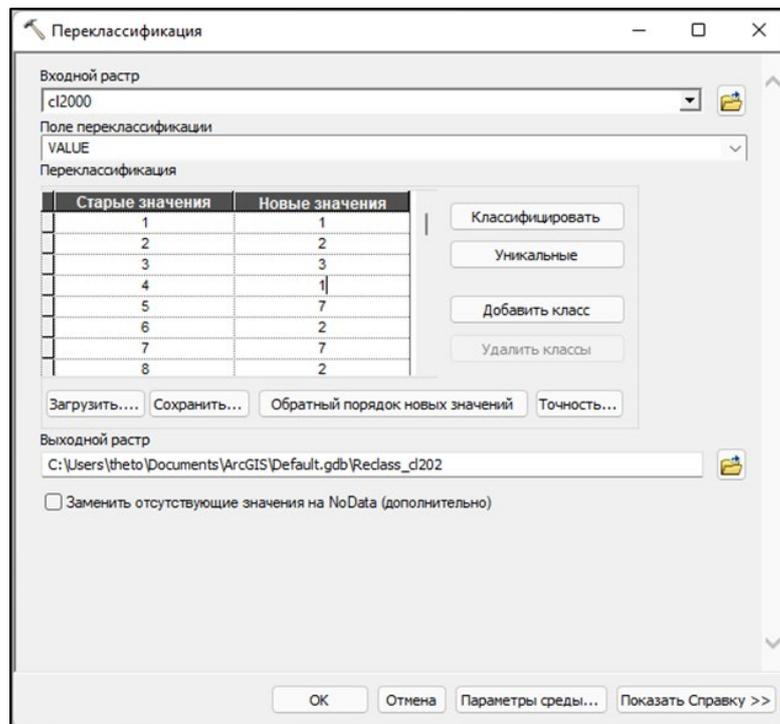 Переклассификация
Входной растр
cl2000
Поле переклассификации
VALUE
Переклассификация
Старые значения Новые значения
1 1
2 2
3 3
4 1
5 7
6 2
7 7
8 2
Классифицировать
Уникальные
Добавить класс
Удалить классы
Загрузить.... Сохранить... Обратный порядок новых значений Точность...
Выходной растр
C:\Users\theto\Documents\ArcGIS\Default.gdb\Reclass_cl202
Заменить отсутствующие значения на NoData (дополнительно)
OK Отмена Параметры среды... Показать Справку >>